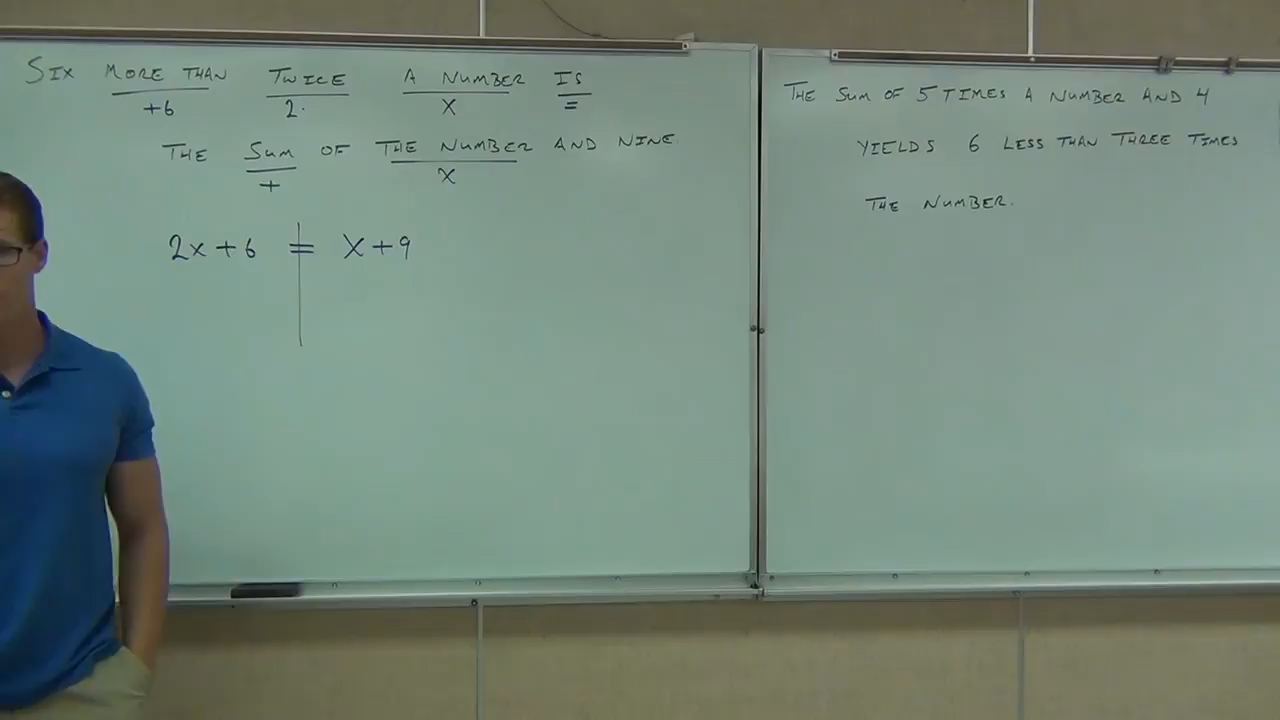 SIX MORE THAN TWICE A NUMBER IS
+6 2· X =
THE SUM OF THE NUMBER AND NINE.
+ X
2x + 6 = x + 9
THE SUM OF 5 TIMES A NUMBER AND 4
YIELDS 6 LESS THAN THREE TIMES
THE NUMBER.